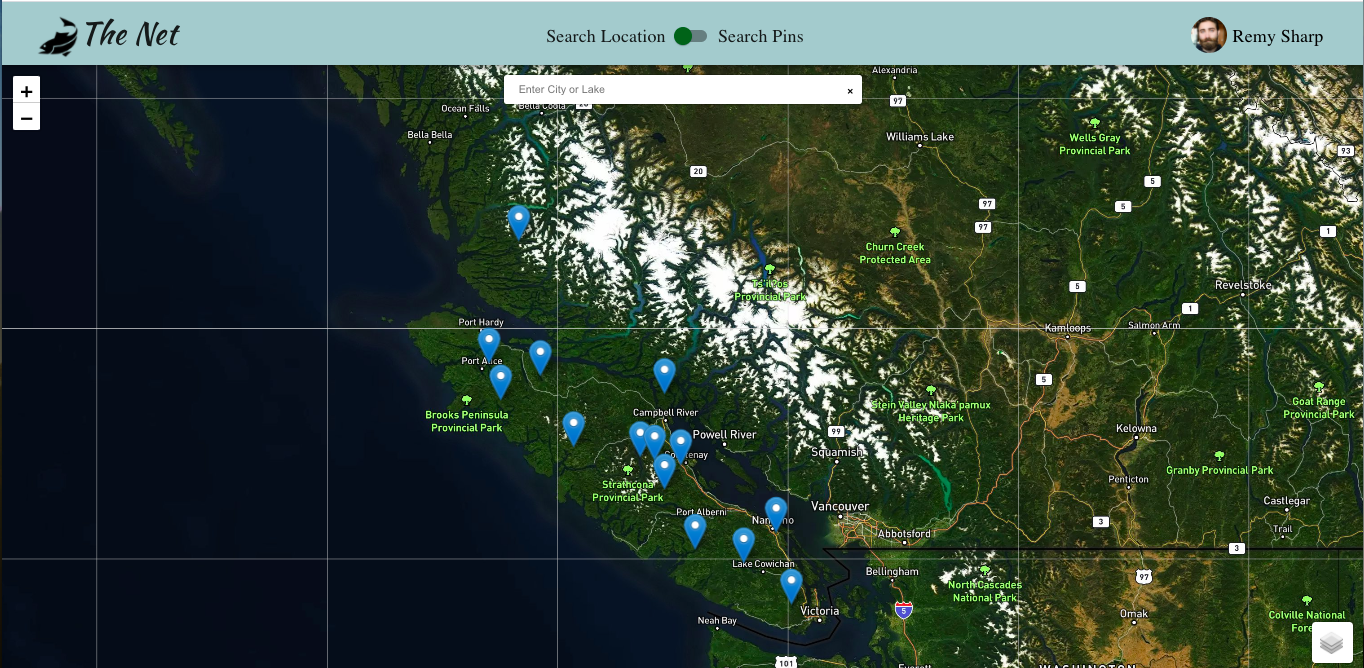 The Net
Search Location
Search Pins
Remy Sharp
+
−
Enter City or Lake
×
Alexandria
Ocean Falls
Bella Coola
20
97
Bella Bella
Williams Lake
Wells Gray
Provincial Park
93
20
5
97
5
97
1
Churn Creek
Protected Area
Ts'il?os
Provincial Park
5
Revelstoke
1
Port Hardy
Kamloops
Salmon Arm
Port Alice
5
Brooks Peninsula
Provincial Park
Campbell River
Stein Valley Nlaka pamux
Heritage Park
Goat Range
Provincial Park
Powell River
99
Kelowna
Courtenay
Squamish
Granby Provincial Park
Strathcona
Provincial Park
Penticton
Castlegar
Port Alberni
Vancouver
Nanaimo
3
Trail
Abbotsford
3
Lake Cowichan
Bellingham
97
North Cascades
National Park
Victoria
5
Omak
Neah Bay
Colville National
Fore
101
Everett
WASHINGTON